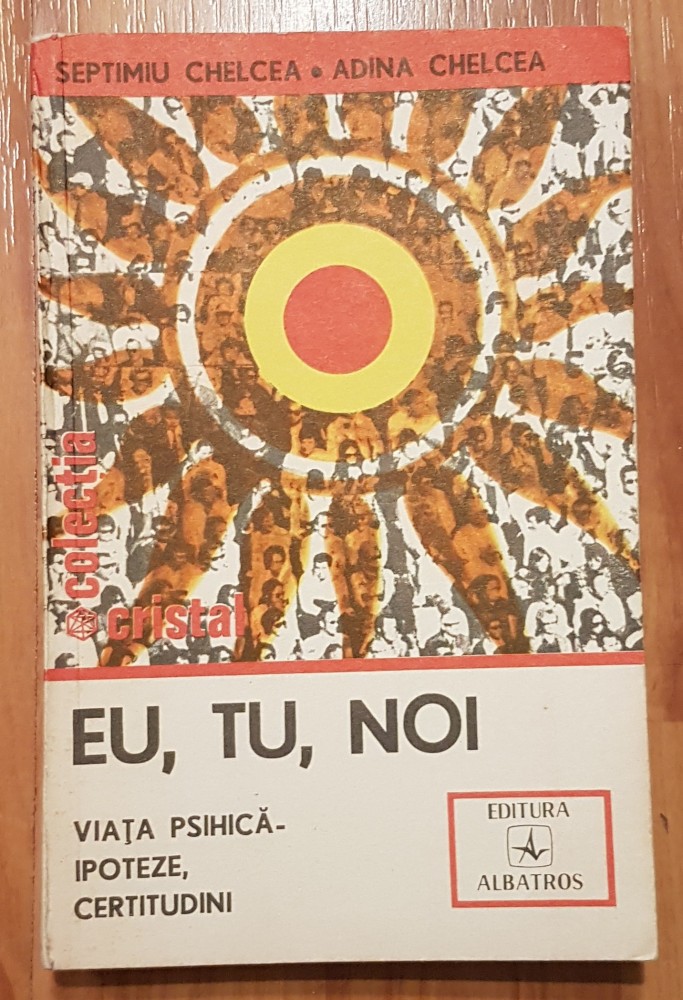 SEPTIMIU CHELCEA • ADINA CHELCEA
colecția
cristal
EU, TU, NOI
VIAȚA PSIHICĂ-
IPOTEZE,
CERTITUDINI
EDITURA
ALBATROS